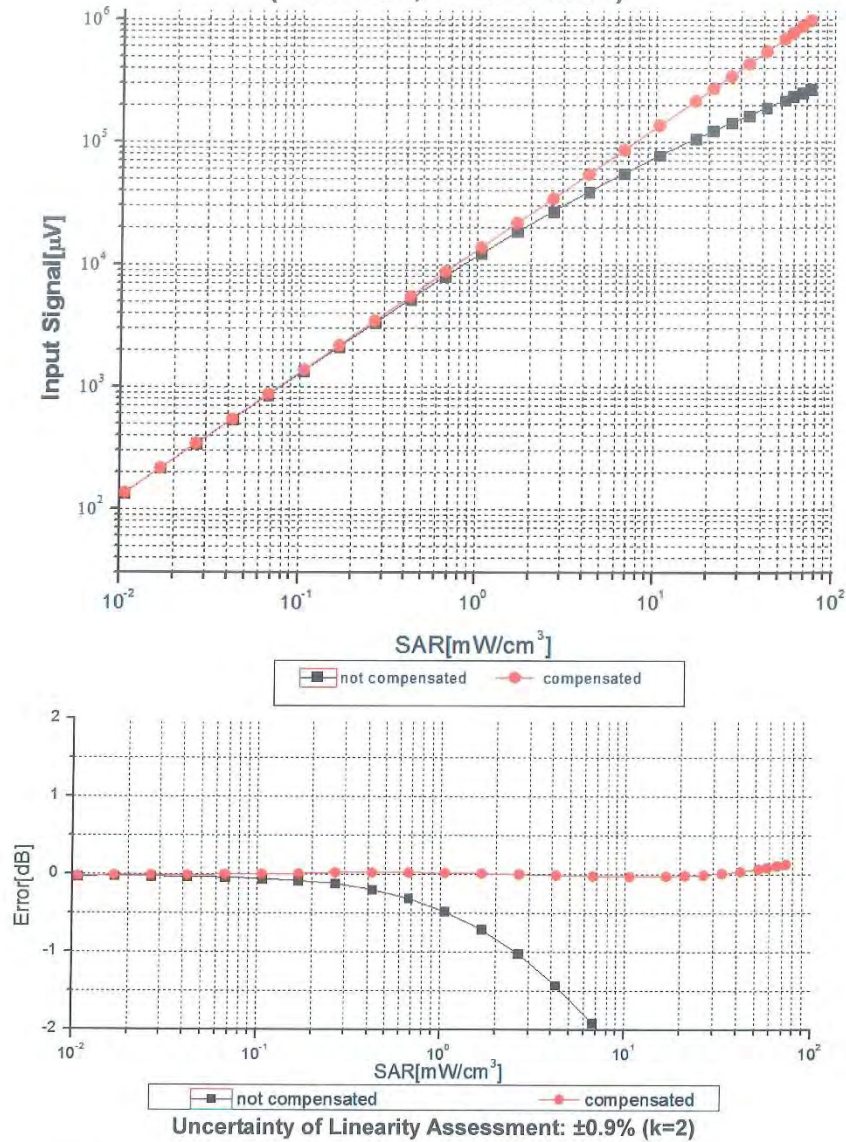 10⁶
10⁵
10⁴
10³
10²
Input Signal[µV]
10⁻² 10⁻¹ 10⁰ 10¹ 10²
SAR[mW/cm³]
not compensated compensated
2
1
0
-1
-2
Error[dB]
10⁻² 10⁻¹ 10⁰ 10¹ 10²
SAR[mW/cm³]
not compensated compensated
Uncertainty of Linearity Assessment: ±0.9% (k=2)